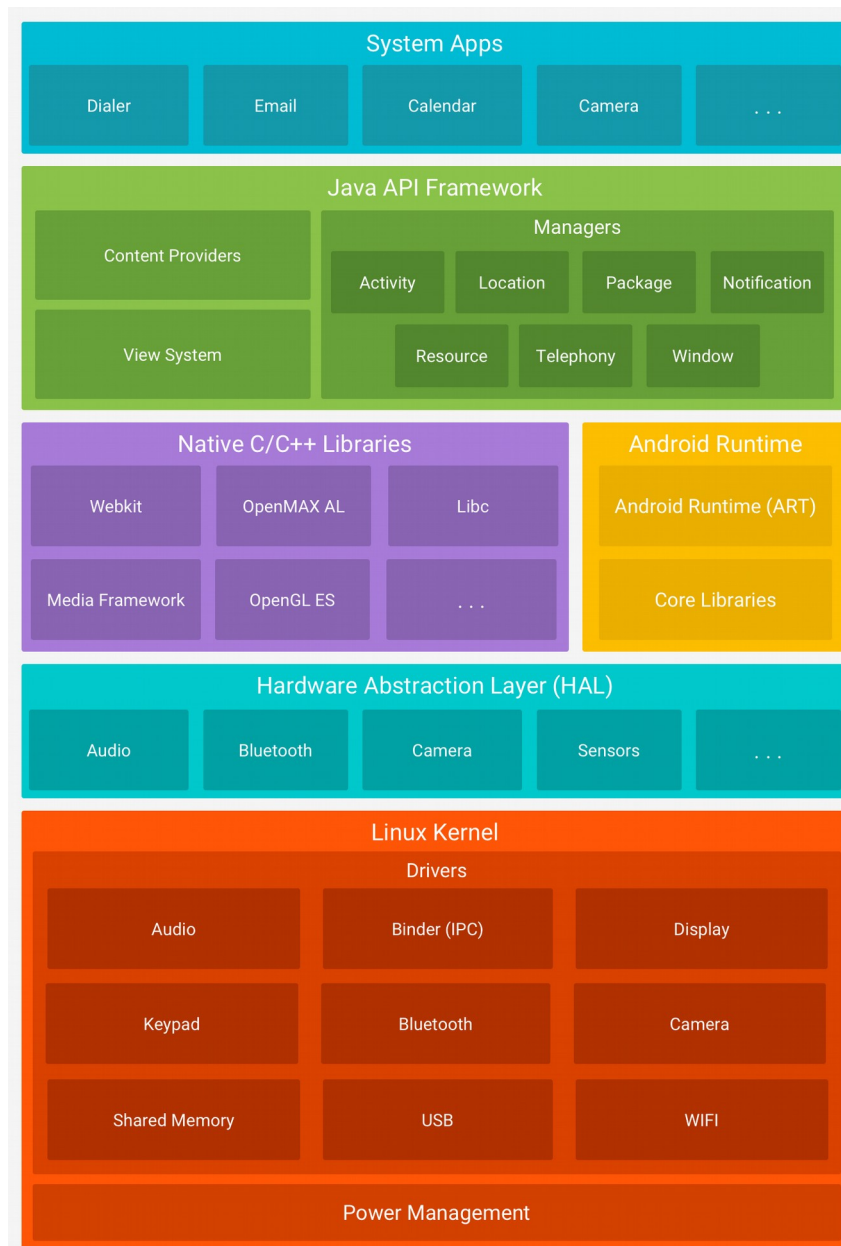 System Apps
Dialer
Email
Calendar
Camera
. . .
Java API Framework
Content Providers
View System
Managers
Activity
Location
Package
Notification
Resource
Telephony
Window
Native C/C++ Libraries
Webkit
OpenMAX AL
Libc
Media Framework
OpenGL ES
. . .
Android Runtime
Android Runtime (ART)
Core Libraries
Hardware Abstraction Layer (HAL)
Audio
Bluetooth
Camera
Sensors
. . .
Linux Kernel
Drivers
Audio
Binder (IPC)
Display
Keypad
Bluetooth
Camera
Shared Memory
USB
WIFI
Power Management